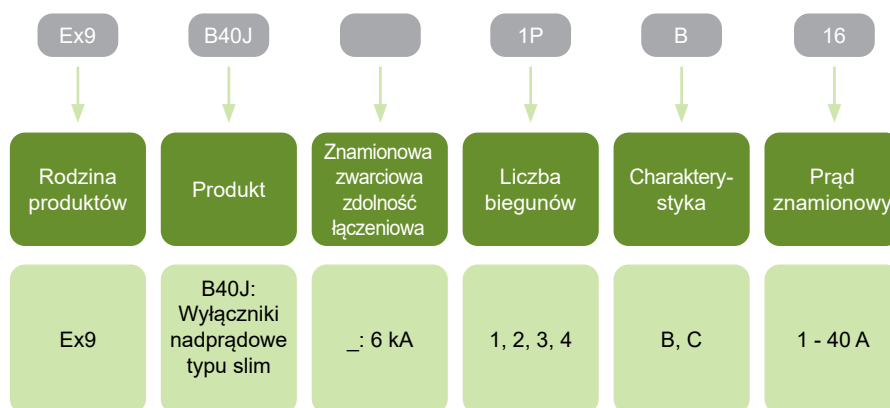 Ex9
B40J
1P
B
16
Rodzina
produktów
Produkt
Znamionowa
zwarciowa
zdolność
łączeniowa
Liczba
biegunów
Charaktery-
styka
Prąd
znamionowy
Ex9
B40J:
Wyłączniki
nadprądowe
typu slim
_: 6 kA
1, 2, 3, 4
B, C
1 - 40 A